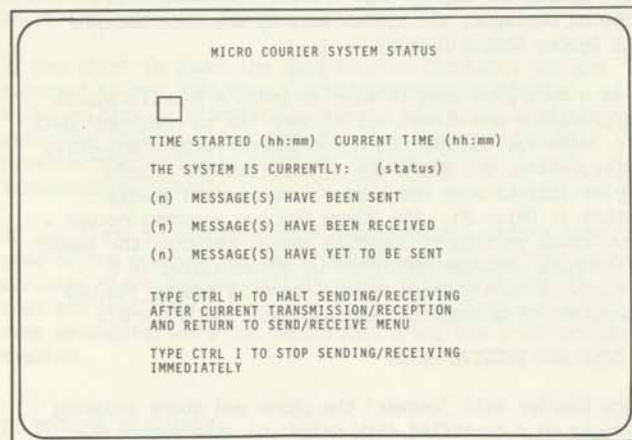 MICRO COURIER SYSTEM STATUS
TIME STARTED (hh:mm) CURRENT TIME (hh:mm)
THE SYSTEM IS CURRENTLY: (status)
(n) MESSAGE(S) HAVE BEEN SENT
(n) MESSAGE(S) HAVE BEEN RECEIVED
(n) MESSAGE(S) HAVE YET TO BE SENT
TYPE CTRL H TO HALT SENDING/RECEIVING
AFTER CURRENT TRANSMISSION/RECEPTION
AND RETURN TO SEND/RECEIVE MENU
TYPE CTRL I TO STOP SENDING/RECEIVING
IMMEDIATELY